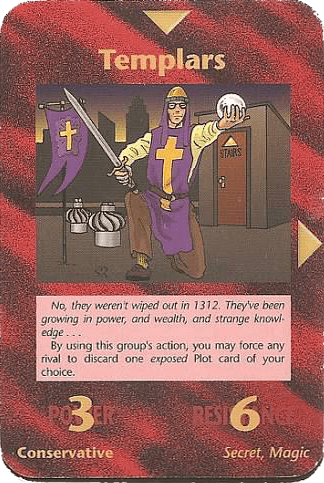 Templars
STAIRS
No, they weren't wiped out in 1312. They've been
growing in power, and wealth, and strange knowl-
edge . . .
By using this group's action, you may force any
rival to discard one exposed Plot card of your
choice.
POWER 3 RESISTANCE 6
Conservative Secret, Magic